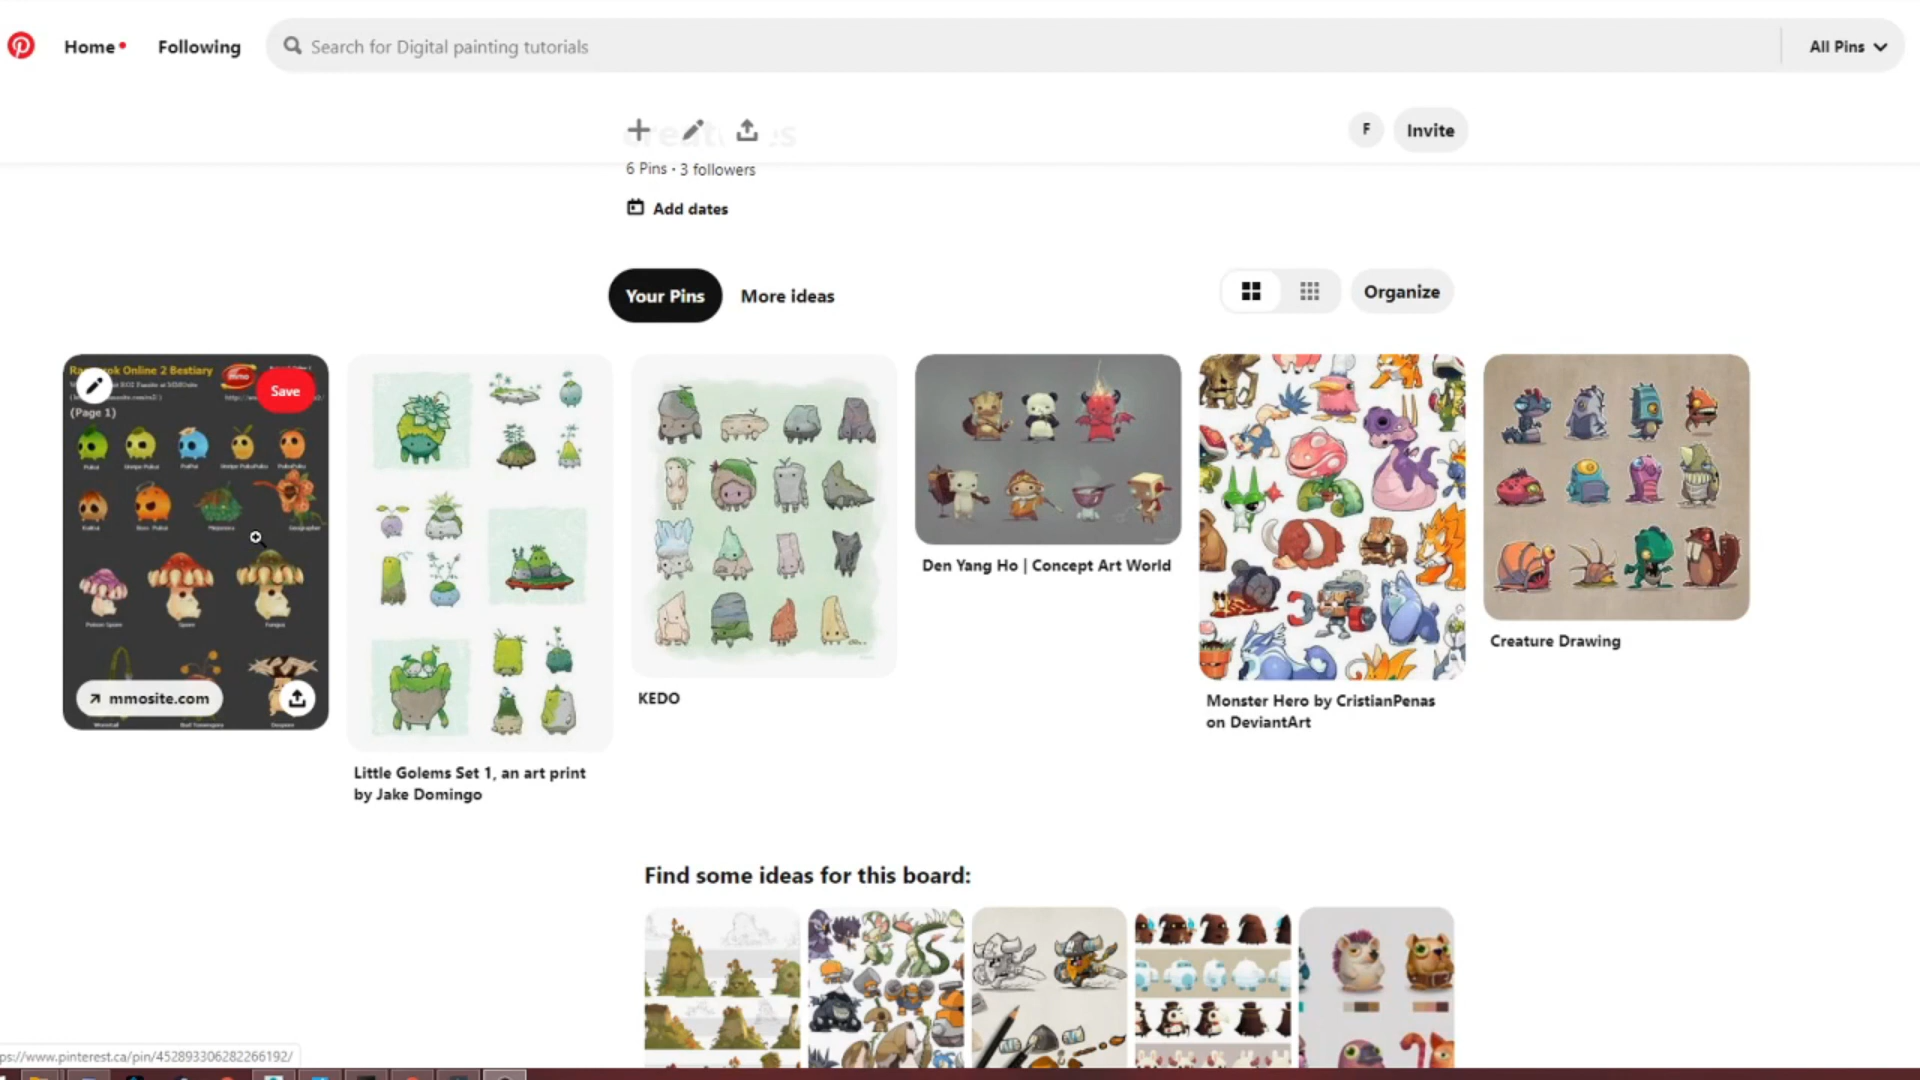 Home
Following
Search for Digital painting tutorials
All Pins
F
Invite
6 Pins • 3 followers
Add dates
Your Pins
More ideas
Organize
Online 2 Bestiary
Save
(Page 1)
mmosite.com
Little Golems Set 1, an art print
by Jake Domingo
KEDO
Den Yang Ho | Concept Art World
Monster Hero by CristianPenas
on DeviantArt
Creature Drawing
Find some ideas for this board:
ps://www.pinterest.ca/pin/452893306282266192/